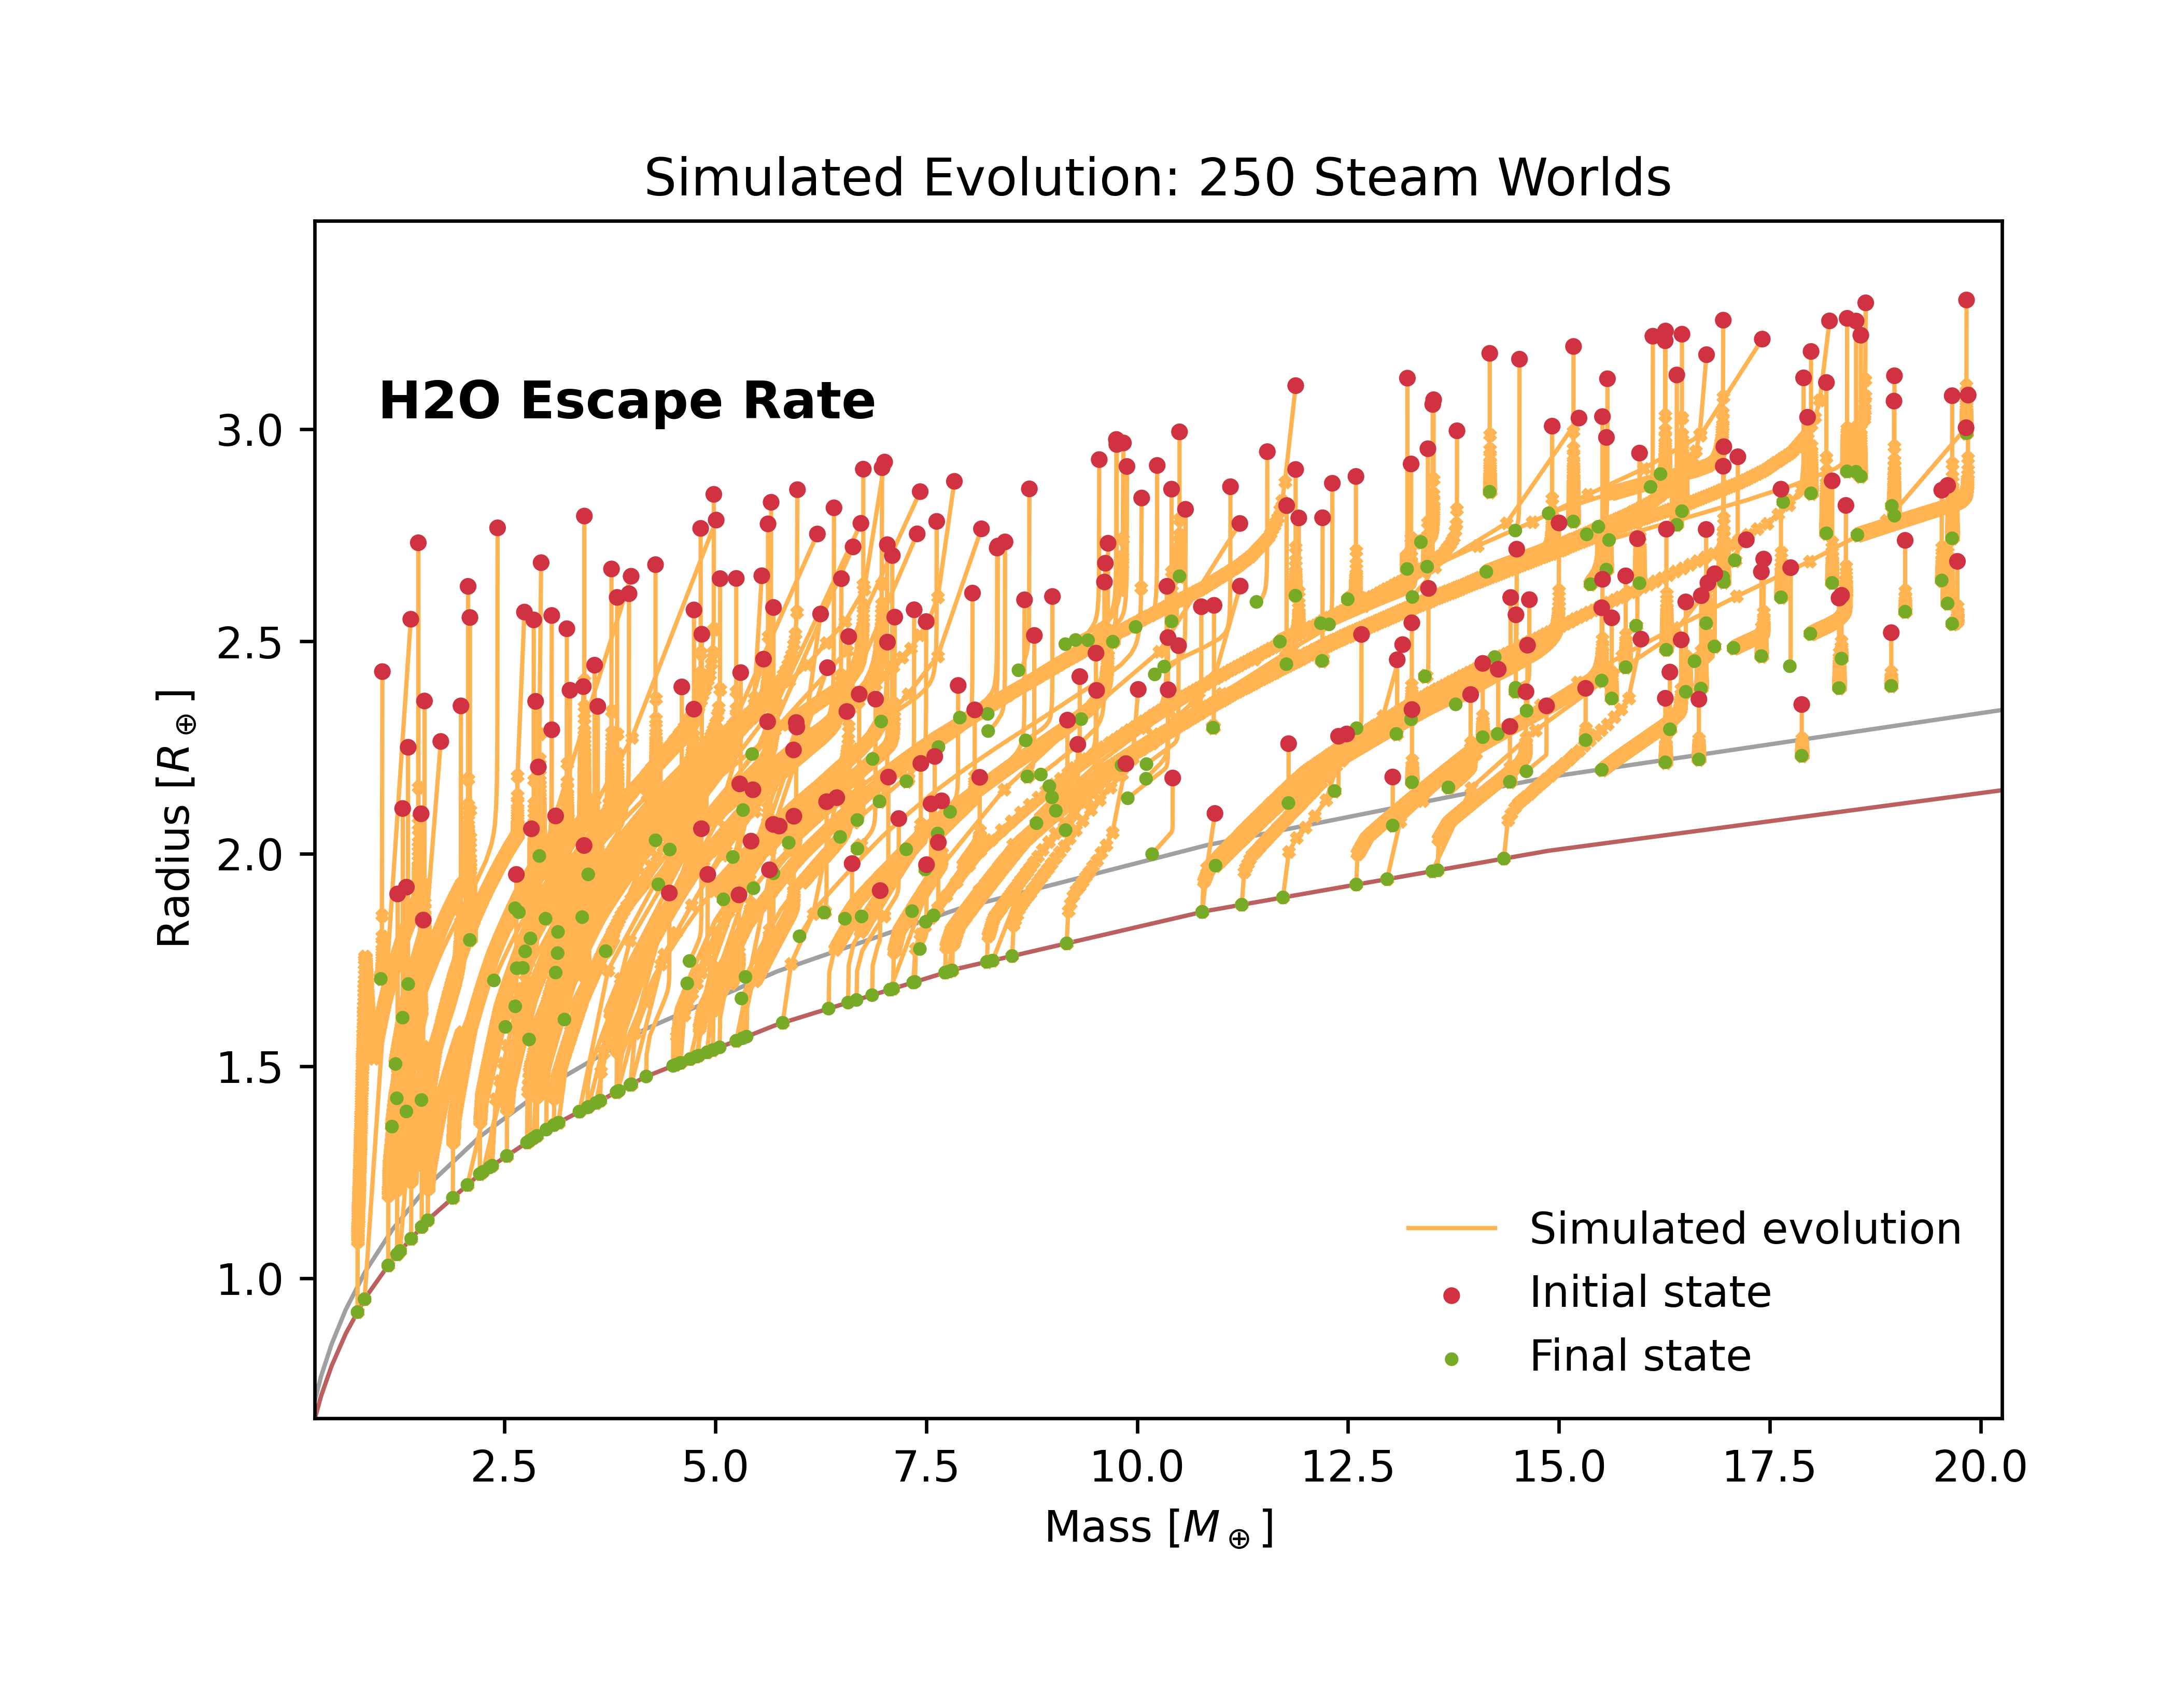 Simulated Evolution: 250 Steam Worlds
H2O Escape Rate
Radius [R⊕]
3.0
2.5
2.0
1.5
1.0
Simulated evolution
Initial state
Final state
2.5 5.0 7.5 10.0 12.5 15.0 17.5 20.0
Mass [M⊕]